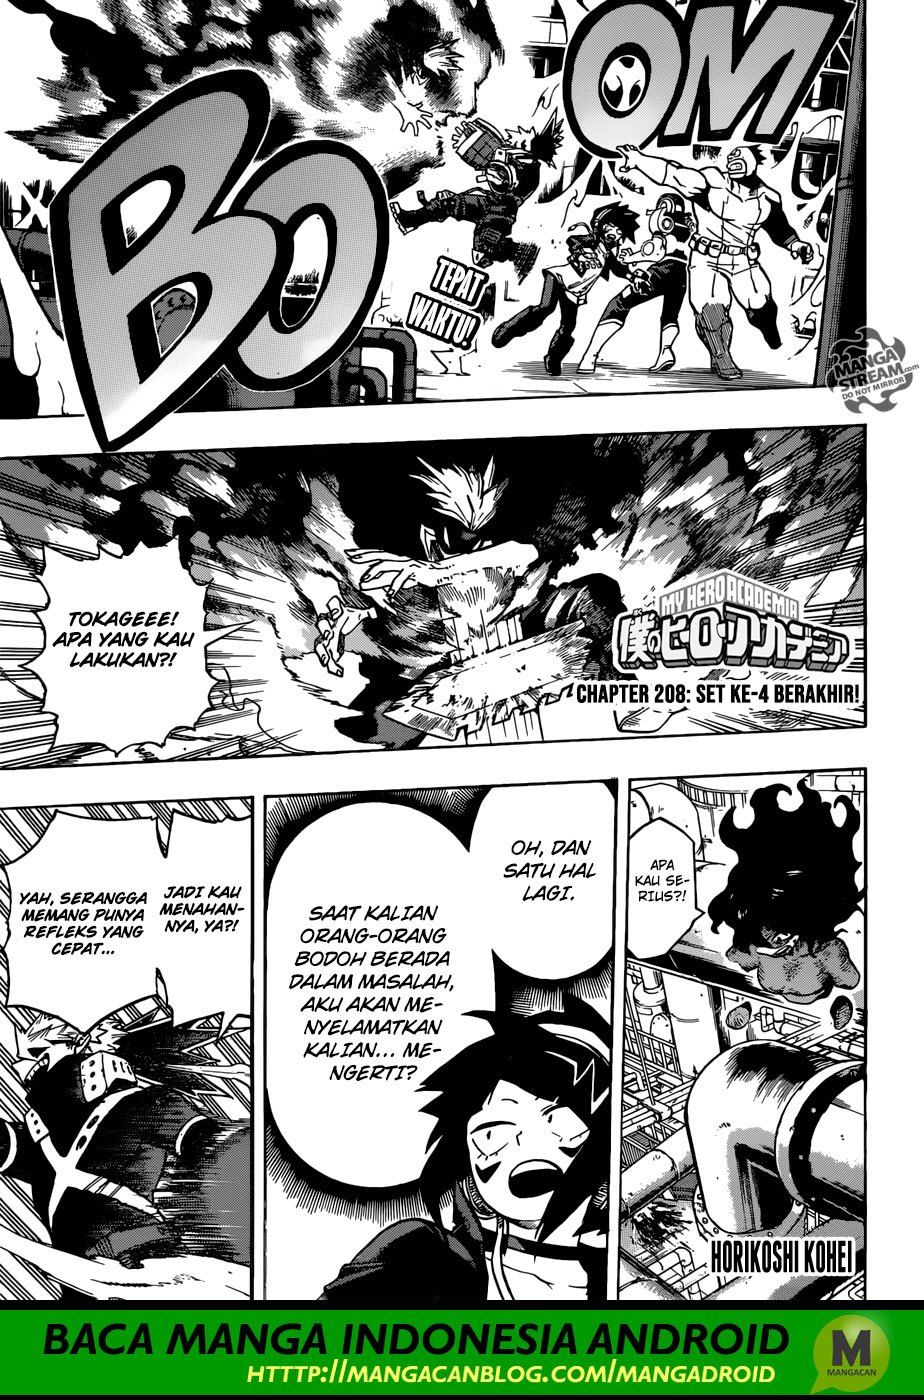 BOOM
TEPAT
WAKTU!
MANGA
STREAM.com
DO NOT MIRROR
TOKAGEEE!
APA YANG KAU
LAKUKAN?!
MY HERO ACADEMIA
僕のヒーローアカデミア
CHAPTER 208: SET KE-4 BERAKHIR!
APA
KAU SE-
RIUS?!
OH, DAN
SATU HAL
LAGI.
SAAT KALIAN
ORANG-ORANG
BODOH BERADA
DALAM MASALAH,
AKU AKAN ME-
NYELAMATKAN
KALIAN... ME-
NGERTI?
JADI KAU
MENAHAN-
NYA, YA?!
YAH, SERANGGA
MEMANG PUNYA
REFLEKS YANG
CEPAT...
HORIKOSHI KOHEI
BACA MANGA INDONESIA ANDROID
HTTTP://MANGACANBLOG.COM/MANGADROID
M
MANGACAN